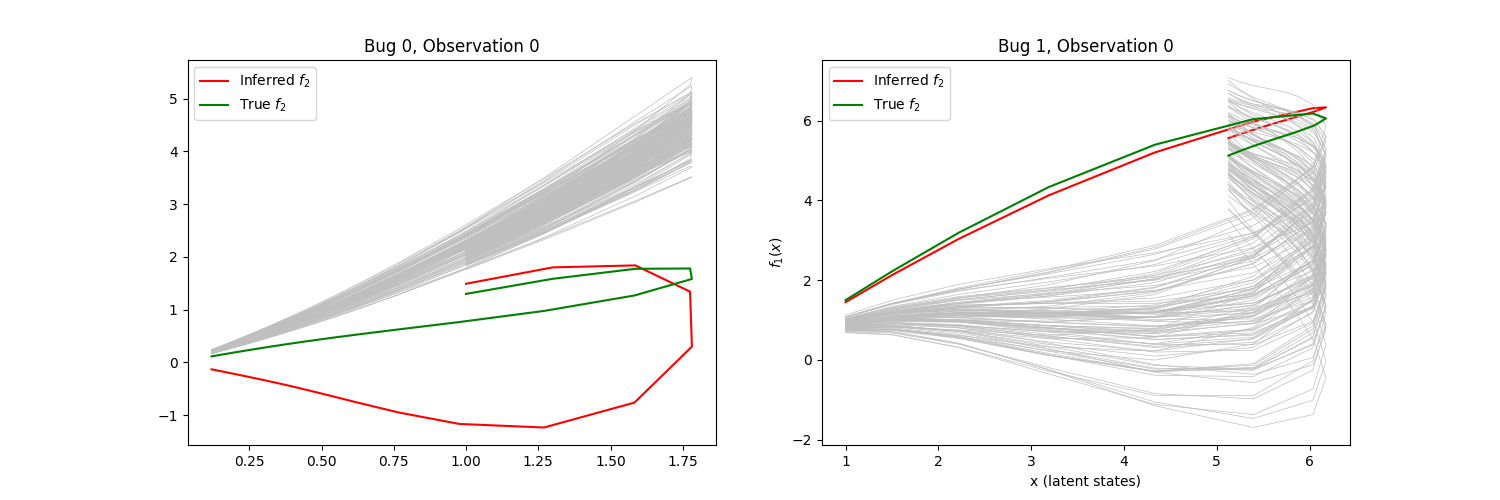 Bug 0, Observation 0
Inferred f₂
True f₂
5
4
3
2
1
0
−1
0.25 0.50 0.75 1.00 1.25 1.50 1.75
Bug 1, Observation 0
Inferred f₂
True f₂
f₁(x)
6
4
2
0
−2
1 2 3 4 5 6
x (latent states)